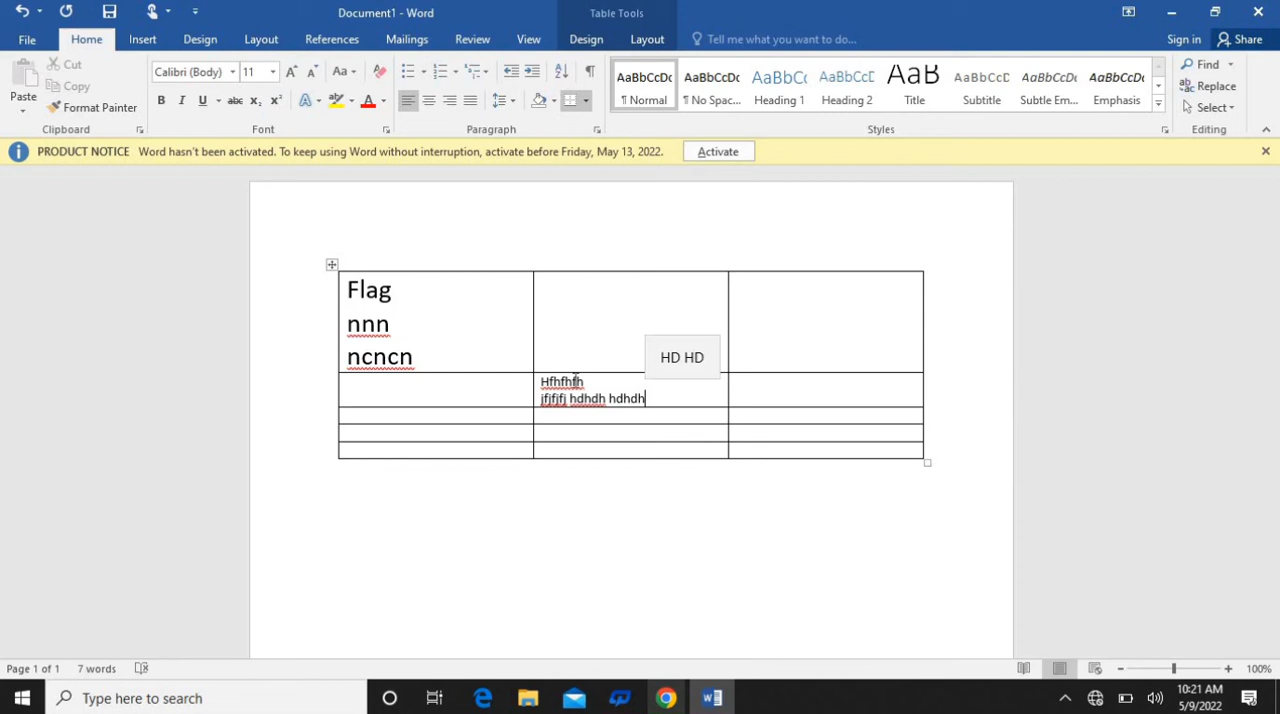 Document1 - Word
Table Tools
File Home Insert Design Layout References Mailings Review View Design Layout Tell me what you want to do... Sign in Share
Paste
Cut
Copy
Format Painter
Clipboard
Calibri (Body) 11
Font
Paragraph
AaBbCcDc AaBbCcDc AaBbCc AaBbCcD AaB AaBbCcD AaBbCcDc AaBbCcDc
¶ Normal ¶ No Spac... Heading 1 Heading 2 Title Subtitle Subtle Em... Emphasis
Styles
Find
Replace
Select
Editing
PRODUCT NOTICE Word hasn't been activated. To keep using Word without interruption, activate before Friday, May 13, 2022. Activate
Flag
nnn
ncncn
HD HD
Hfhfhfh
jfjfjfj hdhdh hdhdh
Page 1 of 1 7 words 100%
Type here to search
10:21 AM
5/9/2022